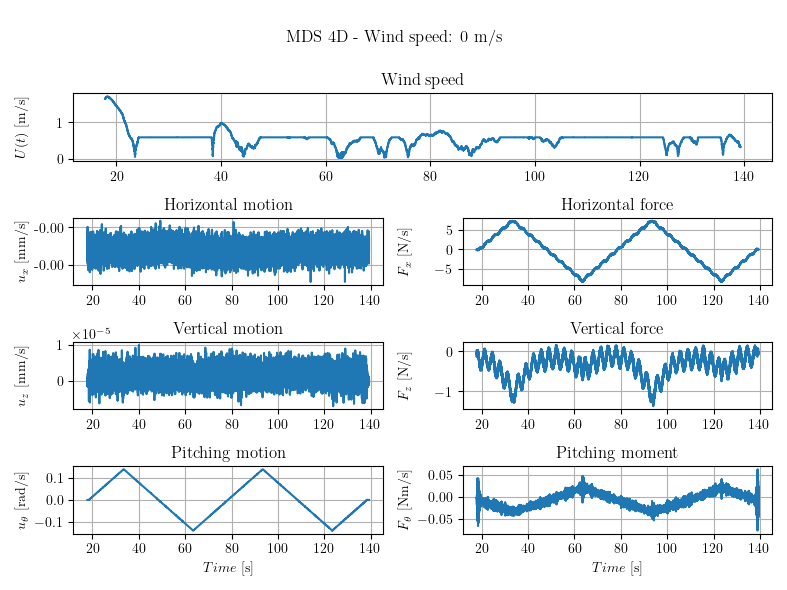 MDS 4D - Wind speed: 0 m/s
Wind speed
U(t) [m/s]
1
0
20 40 60 80 100 120 140
Horizontal motion
u_x [mm/s]
-0.00
-0.00
20 40 60 80 100 120 140
Horizontal force
F_x [N/s]
5
0
−5
20 40 60 80 100 120 140
Vertical motion
×10^−5
u_z [mm/s]
1
0
20 40 60 80 100 120 140
Vertical force
F_z [N/s]
0
−1
20 40 60 80 100 120 140
Pitching motion
u_θ [rad/s]
0.1
0.0
−0.1
20 40 60 80 100 120 140
Time [s]
Pitching moment
F_θ [Nm/s]
0.05
0.00
−0.05
20 40 60 80 100 120 140
Time [s]